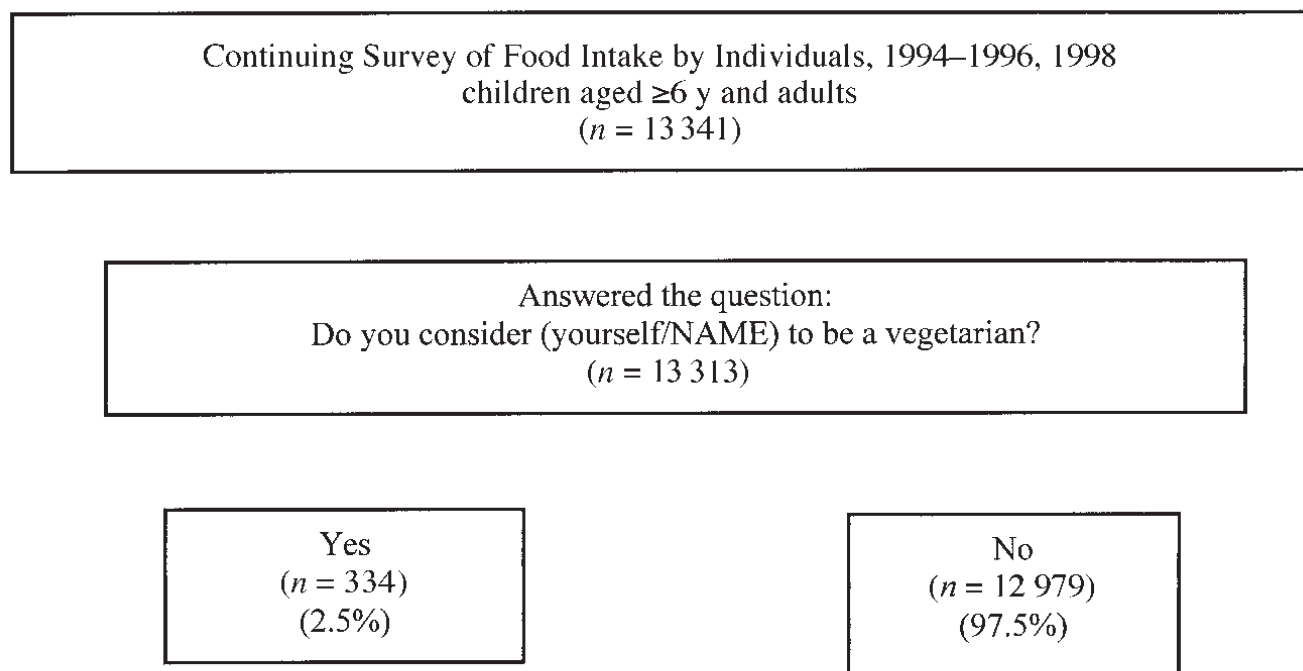 Continuing Survey of Food Intake by Individuals, 1994–1996, 1998
children aged ≥6 y and adults
(n = 13 341)
Answered the question:
Do you consider (yourself/NAME) to be a vegetarian?
(n = 13 313)
Yes
(n = 334)
(2.5%)
No
(n = 12 979)
(97.5%)